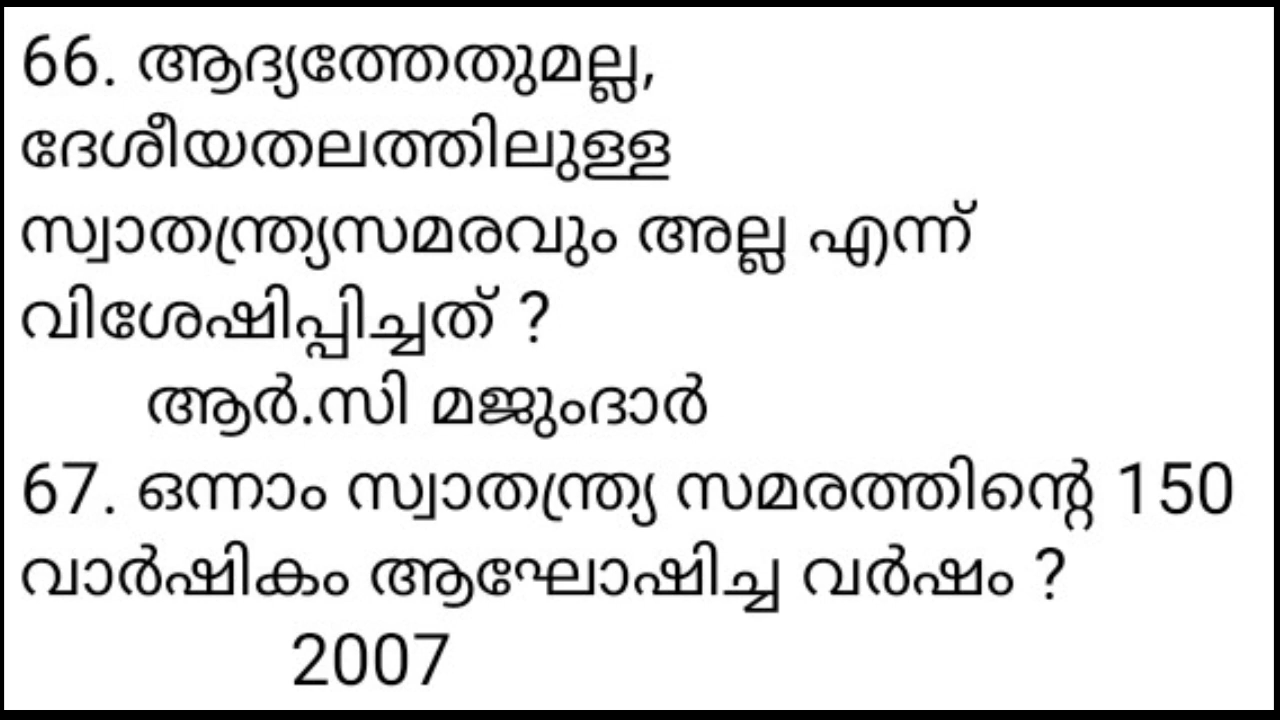 66. ആദ്യത്തേതുമല്ല,
ദേശീയതലത്തിലുള്ള
സ്വാതന്ത്ര്യസമരവും അല്ല എന്ന്
വിശേഷിപ്പിച്ചത് ?
ആർ.സി മജുംദാർ
67. ഒന്നാം സ്വാതന്ത്ര്യ സമരത്തിന്റെ 150
വാർഷികം ആഘോഷിച്ച വർഷം ?
2007